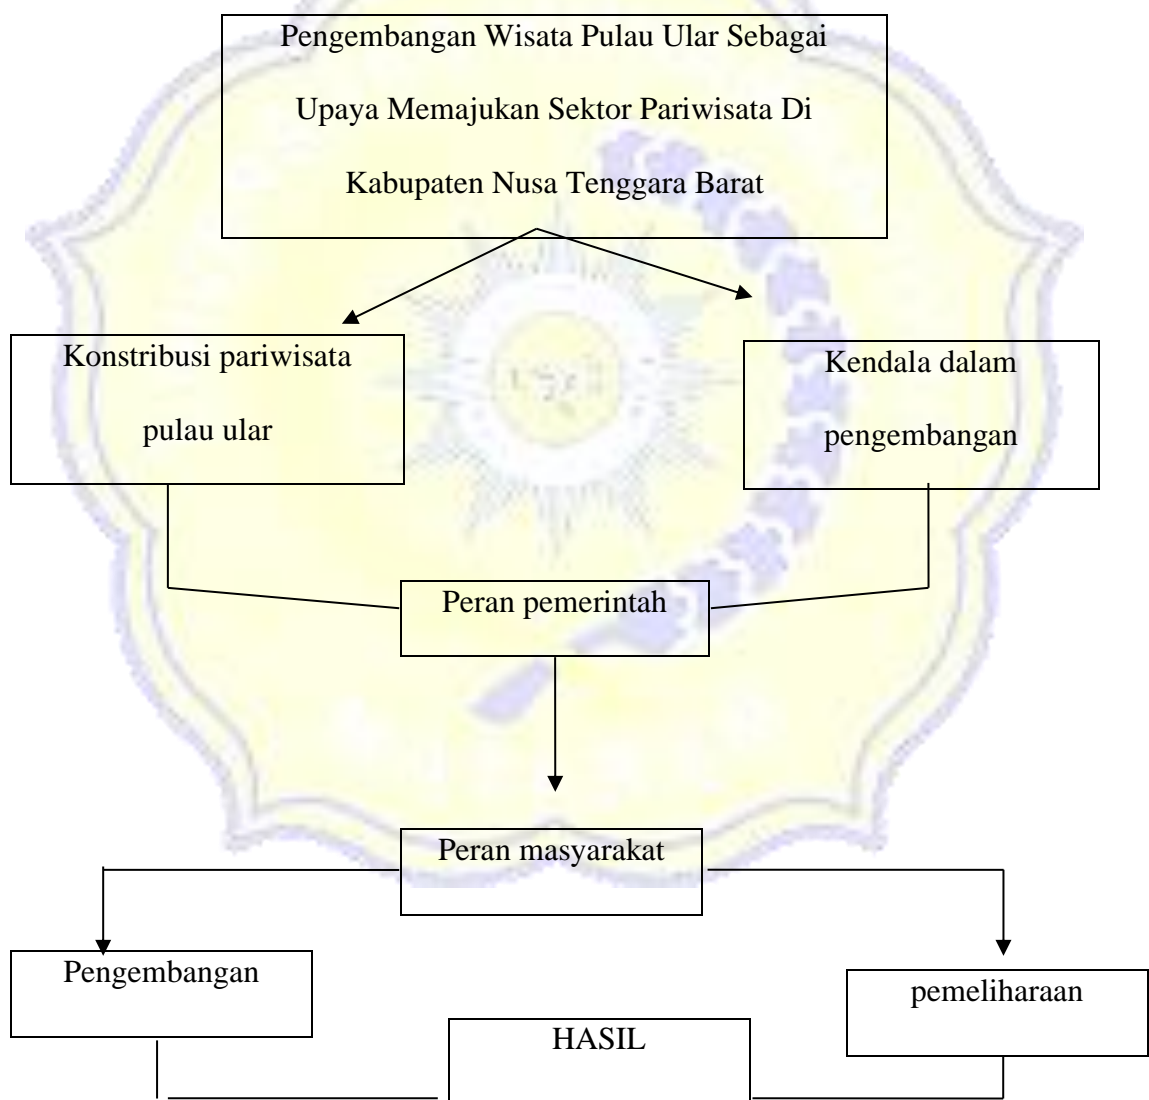 Pengembangan Wisata Pulau Ular Sebagai
Upaya Memajukan Sektor Pariwisata Di
Kabupaten Nusa Tenggara Barat
Konstribusi pariwisata
pulau ular
Kendala dalam
pengembangan
Peran pemerintah
Peran masyarakat
Pengembangan
pemeliharaan
HASIL